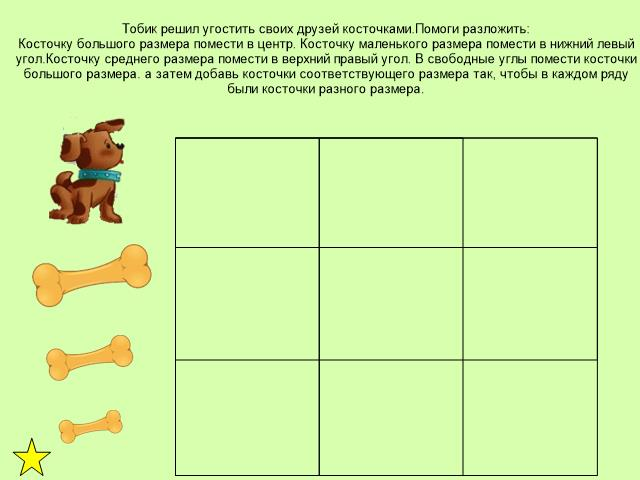 Тобик решил угостить своих друзей косточками.Помоги разложить:
Косточку большого размера помести в центр. Косточку маленького размера помести в нижний левый
угол.Косточку среднего размера помести в верхний правый угол. В свободные углы помести косточки
большого размера. а затем добавь косточки соответствующего размера так, чтобы в каждом ряду
были косточки разного размера.